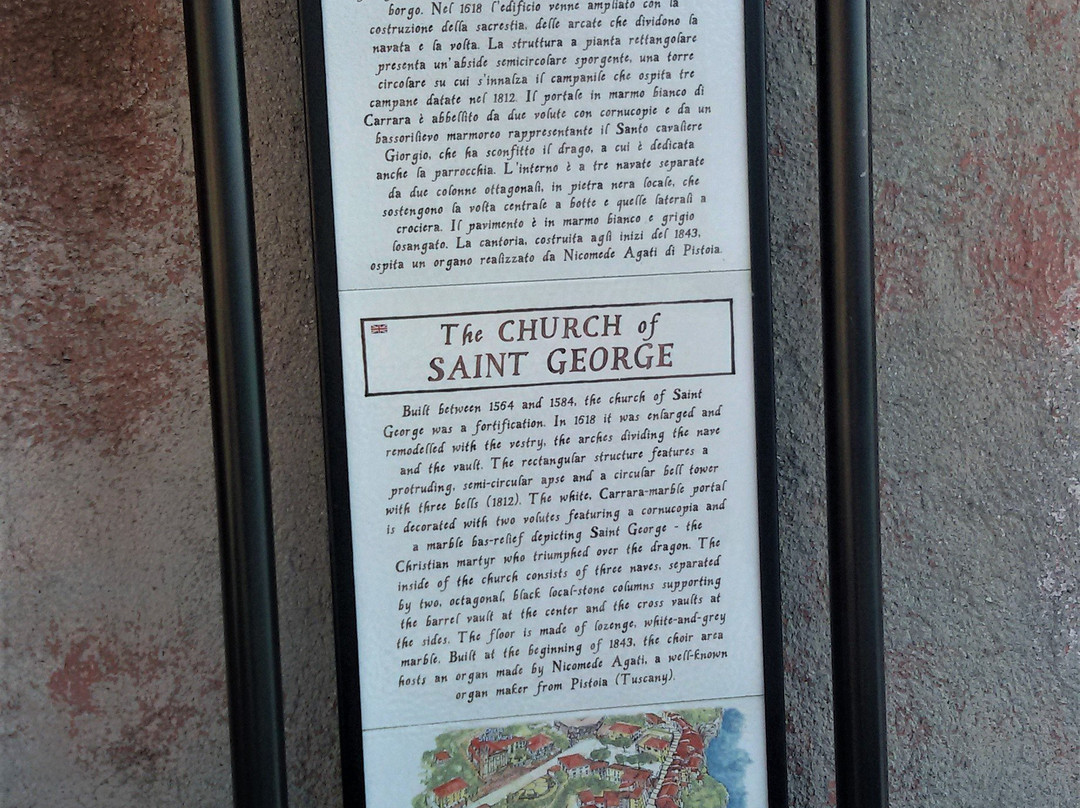 borgo. Nel 1618 l'edificio venne ampliato con la
costruzione della sacrestia, delle arcate che dividono la
navata e la volta. La struttura a pianta rettangolare
presenta un'abside semicircolare sporgente, una torre
circolare su cui s'innalza il campanile che ospita tre
campane datate nel 1812. Il portale in marmo bianco di
Carrara è abbellito da due volute con cornucopie e da un
bassorilievo marmoreo rappresentante il Santo cavaliere
Giorgio, che ha sconfitto il drago, a cui è dedicata
anche la parrocchia. L'interno è a tre navate separate
da due colonne ottagonali, in pietra nera locale, che
sostengono la volta centrale a botte e quelle laterali a
crociera. Il pavimento è in marmo bianco e grigio
losangato. La cantoria, costruita agli inizi del 1843,
ospita un organo realizzato da Nicomede Agati di Pistoia.
The CHURCH of
SAINT GEORGE
Built between 1564 and 1584, the church of Saint
George was a fortification. In 1618 it was enlarged and
remodelled with the vestry, the arches dividing the nave
and the vault. The rectangular structure features a
protruding, semi-circular apse and a circular bell tower
with three bells (1812). The white, Carrara-marble portal
is decorated with two volutes featuring a cornucopia and
a marble bas-relief depicting Saint George - the
Christian martyr who triumphed over the dragon. The
inside of the church consists of three naves, separated
by two, octagonal, black local-stone columns supporting
the barrel vault at the center and the cross vaults at
the sides. The floor is made of lozenge, white-and-grey
marble. Built at the beginning of 1843, the choir area
hosts an organ made by Nicomede Agati, a well-known
organ maker from Pistoia (Tuscany).